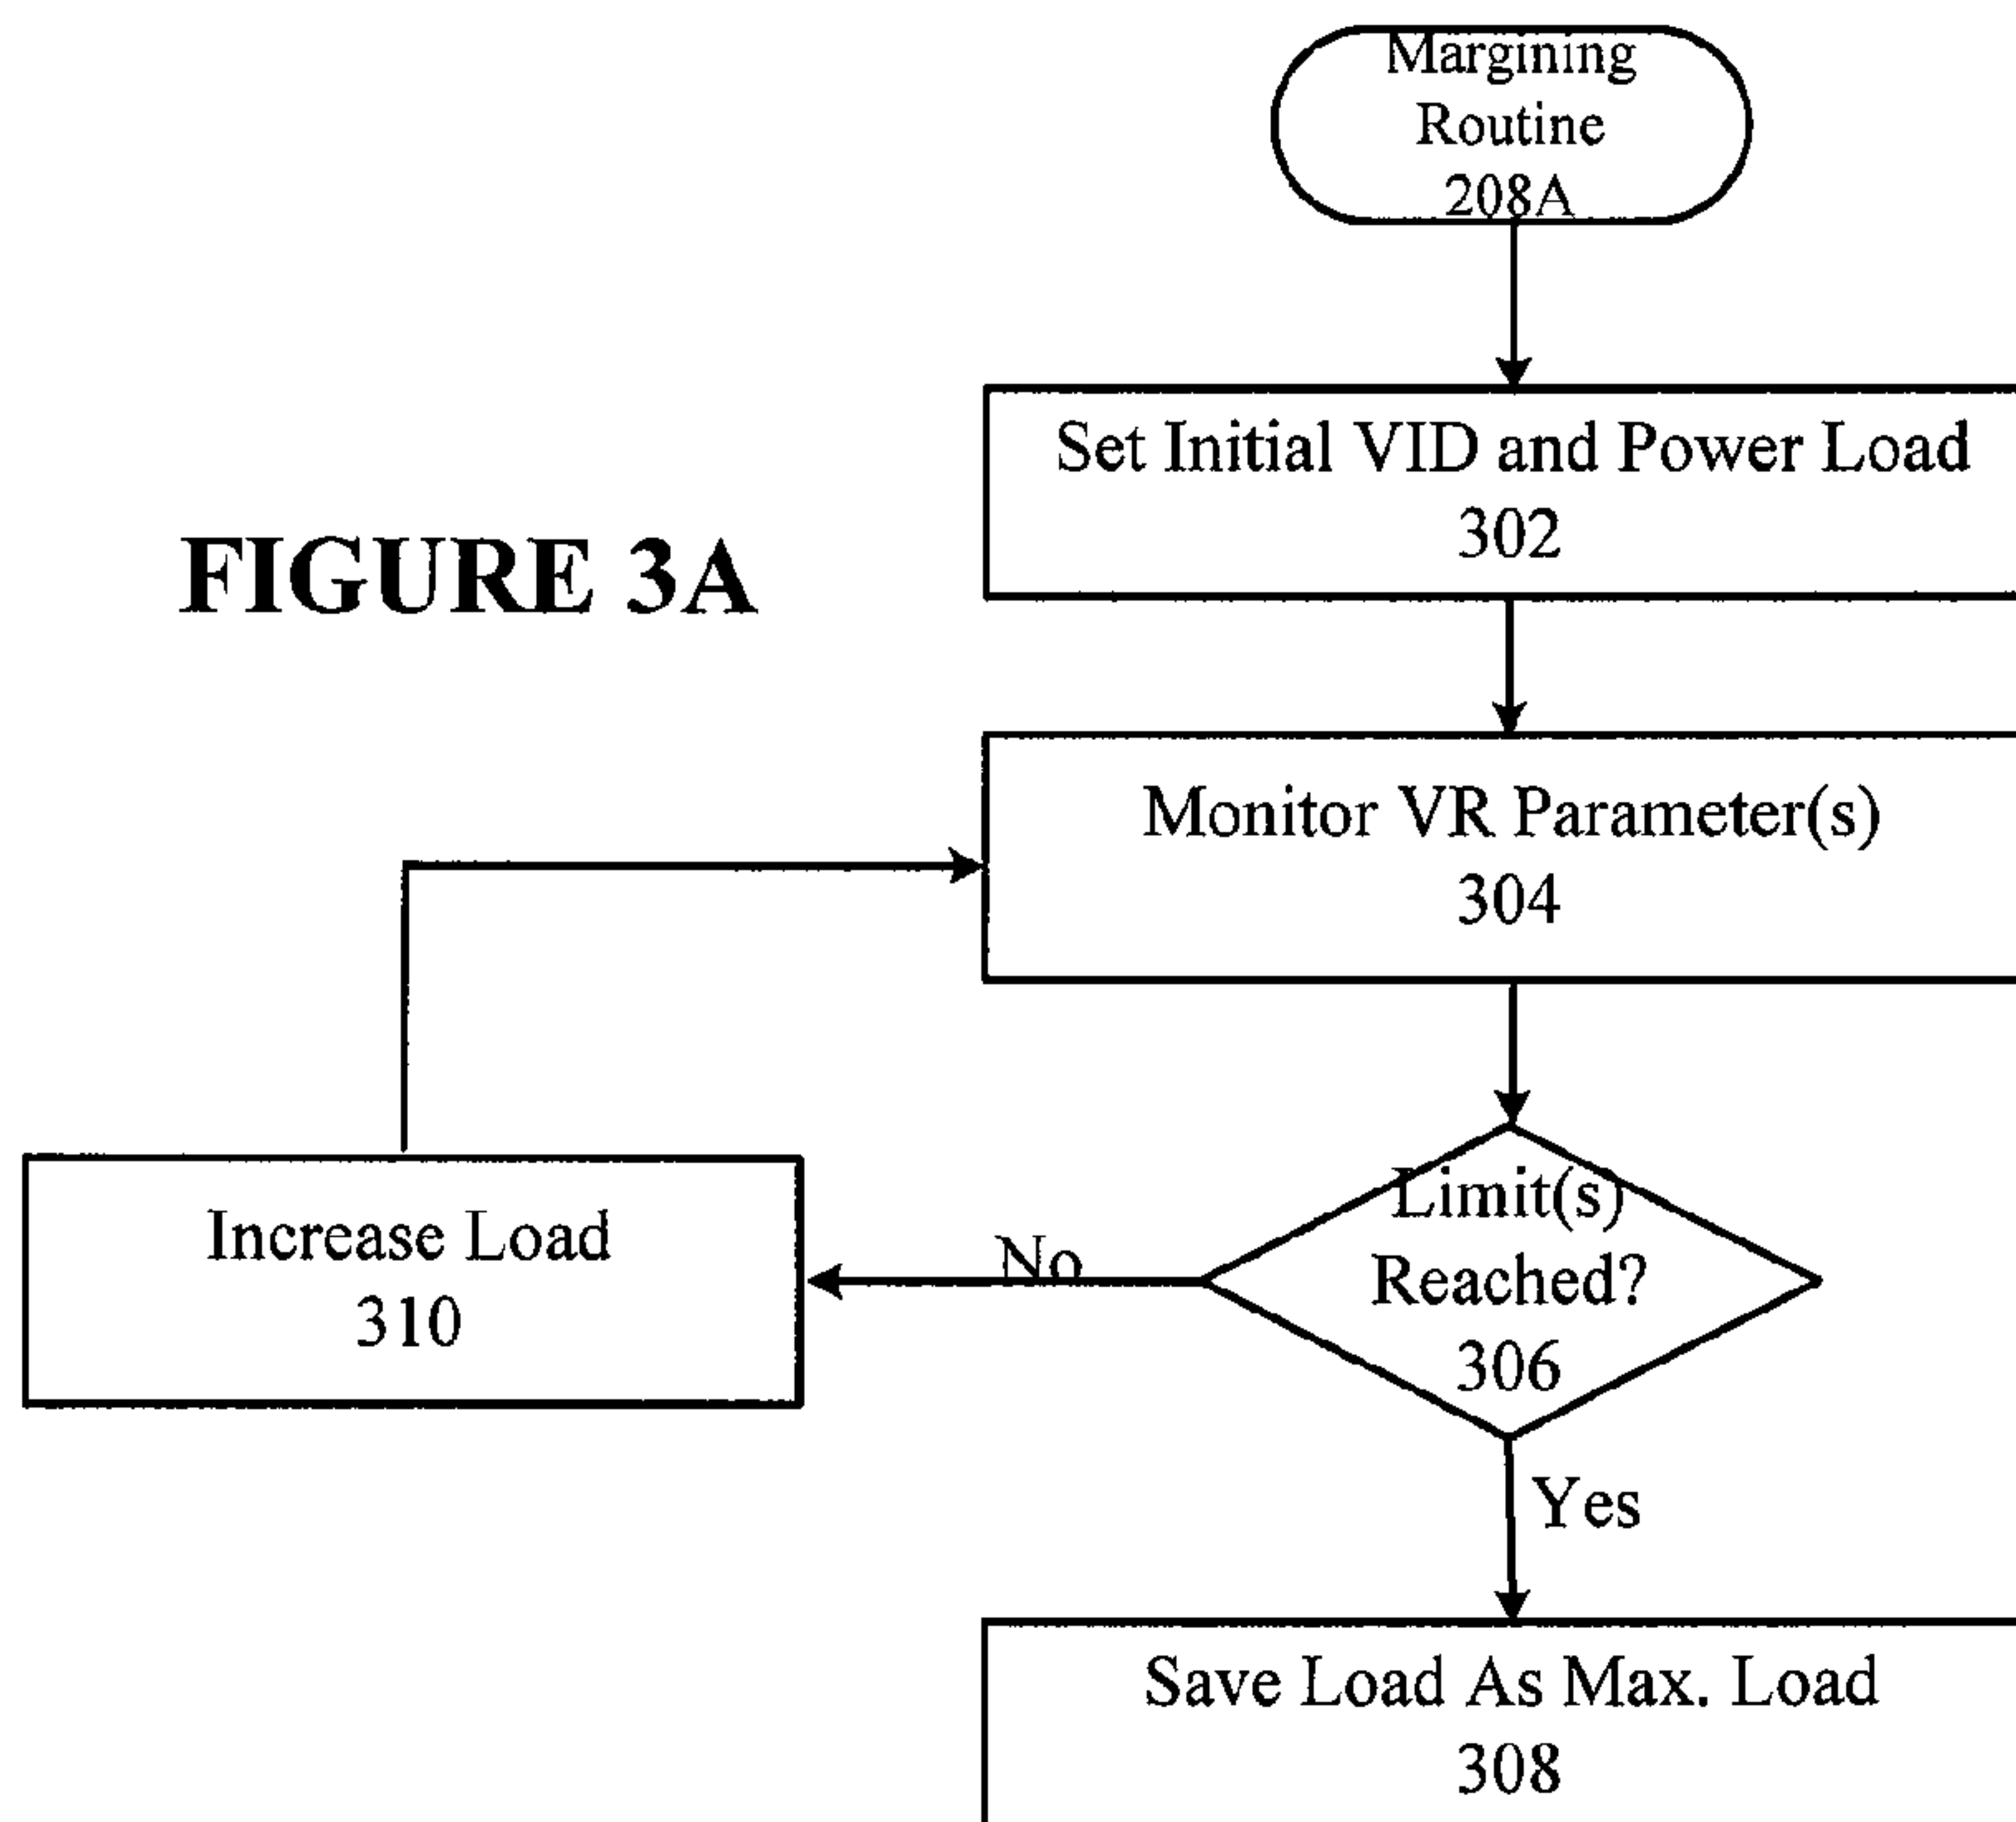 Margining
Routine
208A
Set Initial VID and Power Load
302
FIGURE 3A
Monitor VR Parameter(s)
304
Limit(s)
Reached?
306
No
Increase Load
310
Yes
Save Load As Max. Load
308